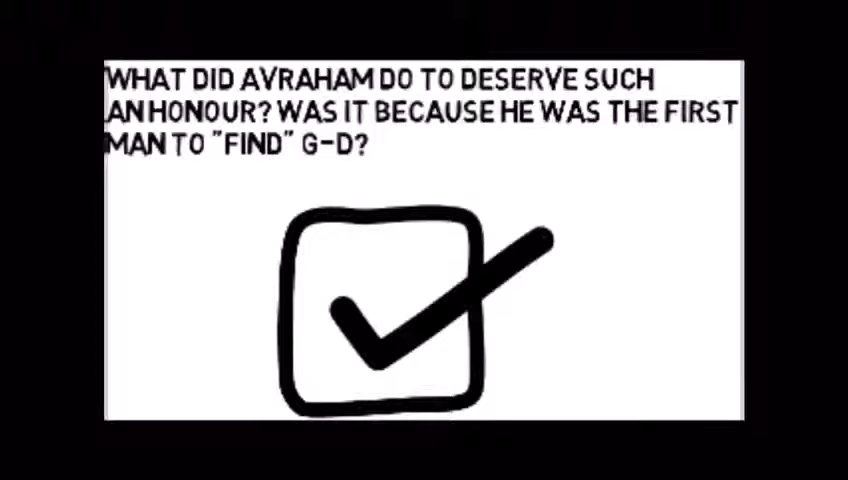 WHAT DID AVRAHAM DO TO DESERVE SUCH
AN HONOUR? WAS IT BECAUSE HE WAS THE FIRST
MAN TO "FIND" G-D?